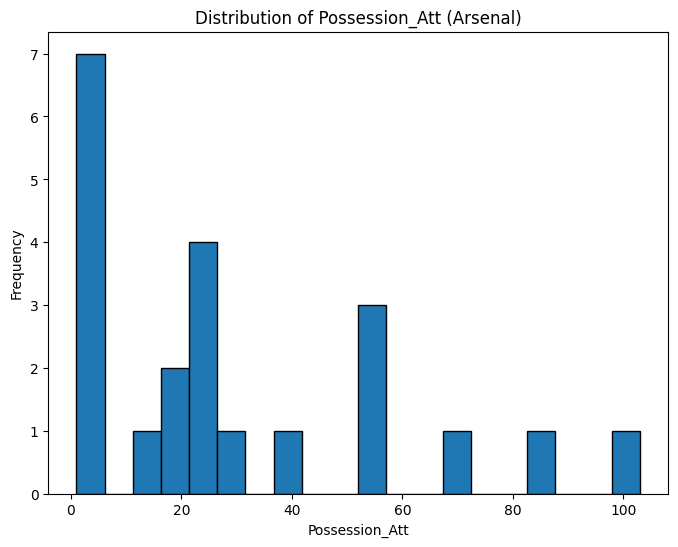 Distribution of Possession_Att (Arsenal)
7
6
5
4
3
2
1
0
Frequency
0 20 40 60 80 100
Possession_Att